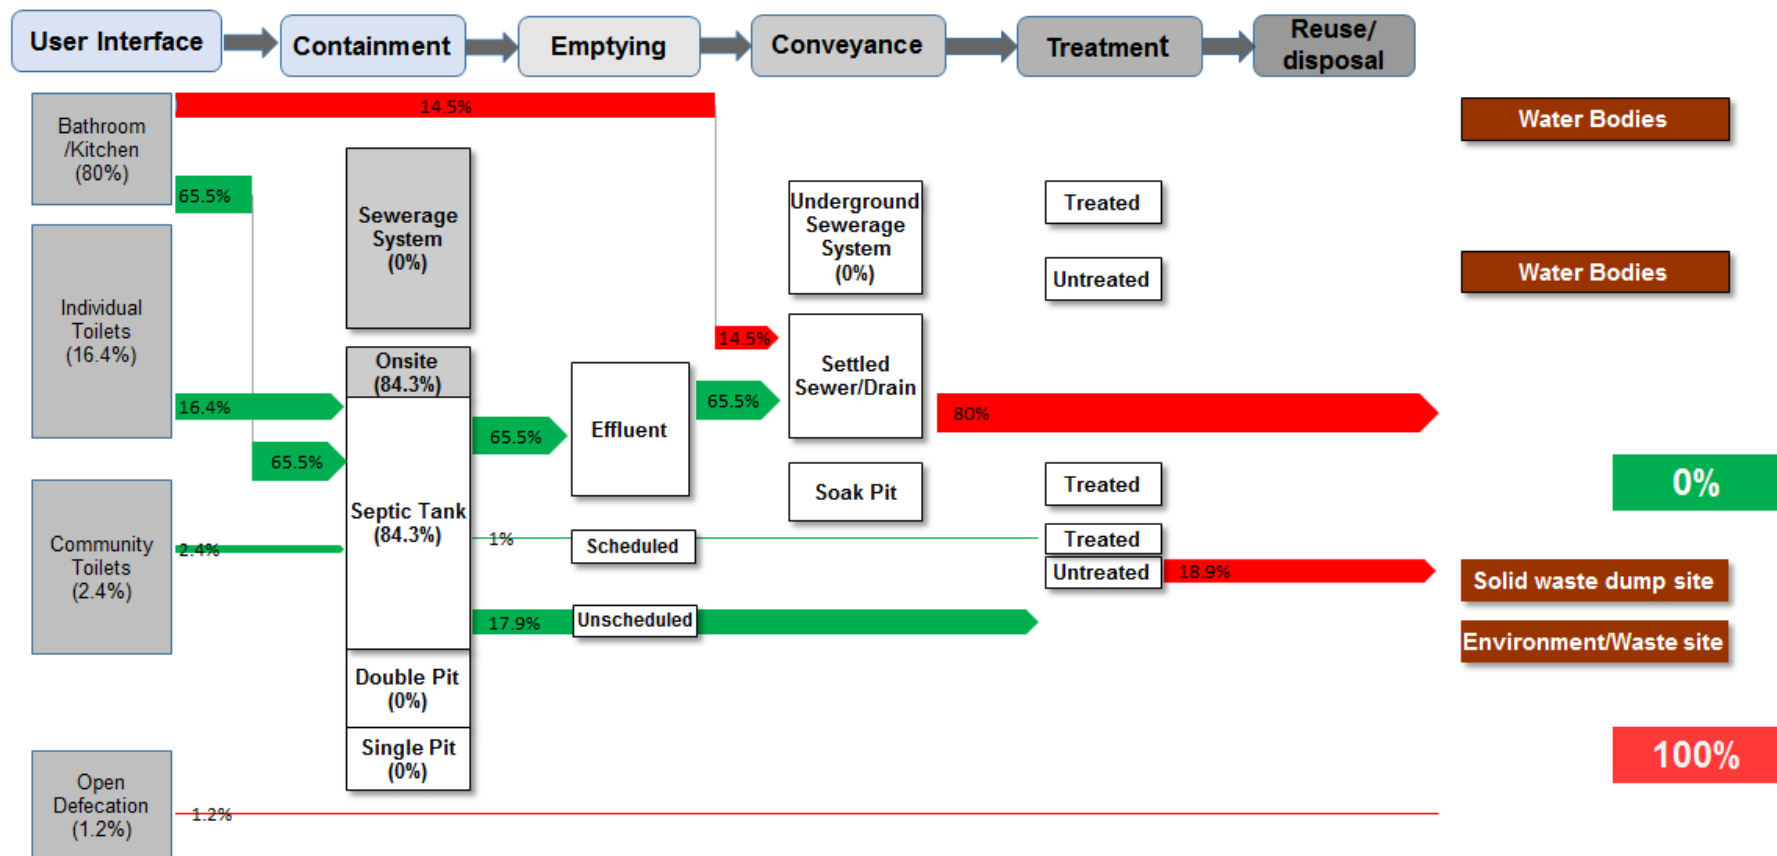 User Interface
Containment
Emptying
Conveyance
Treatment
Reuse/
disposal
Bathroom
/Kitchen
(80%)
14.5%
65.5%
Water Bodies
Sewerage
System
(0%)
Underground
Sewerage
System
(0%)
Treated
Untreated
Water Bodies
Individual
Toilets
(16.4%)
16.4%
65.5%
Onsite
(84.3%)
Septic Tank
(84.3%)
65.5%
Effluent
65.5%
14.5%
Settled
Sewer/Drain
80%
Soak Pit
Treated
0%
Community
Toilets
(2.4%)
2.4%
1%
Scheduled
Treated
Untreated
18.9%
Solid waste dump site
17.9%
Unscheduled
Environment/Waste site
Double Pit
(0%)
Single Pit
(0%)
100%
Open
Defecation
(1.2%)
1.2%